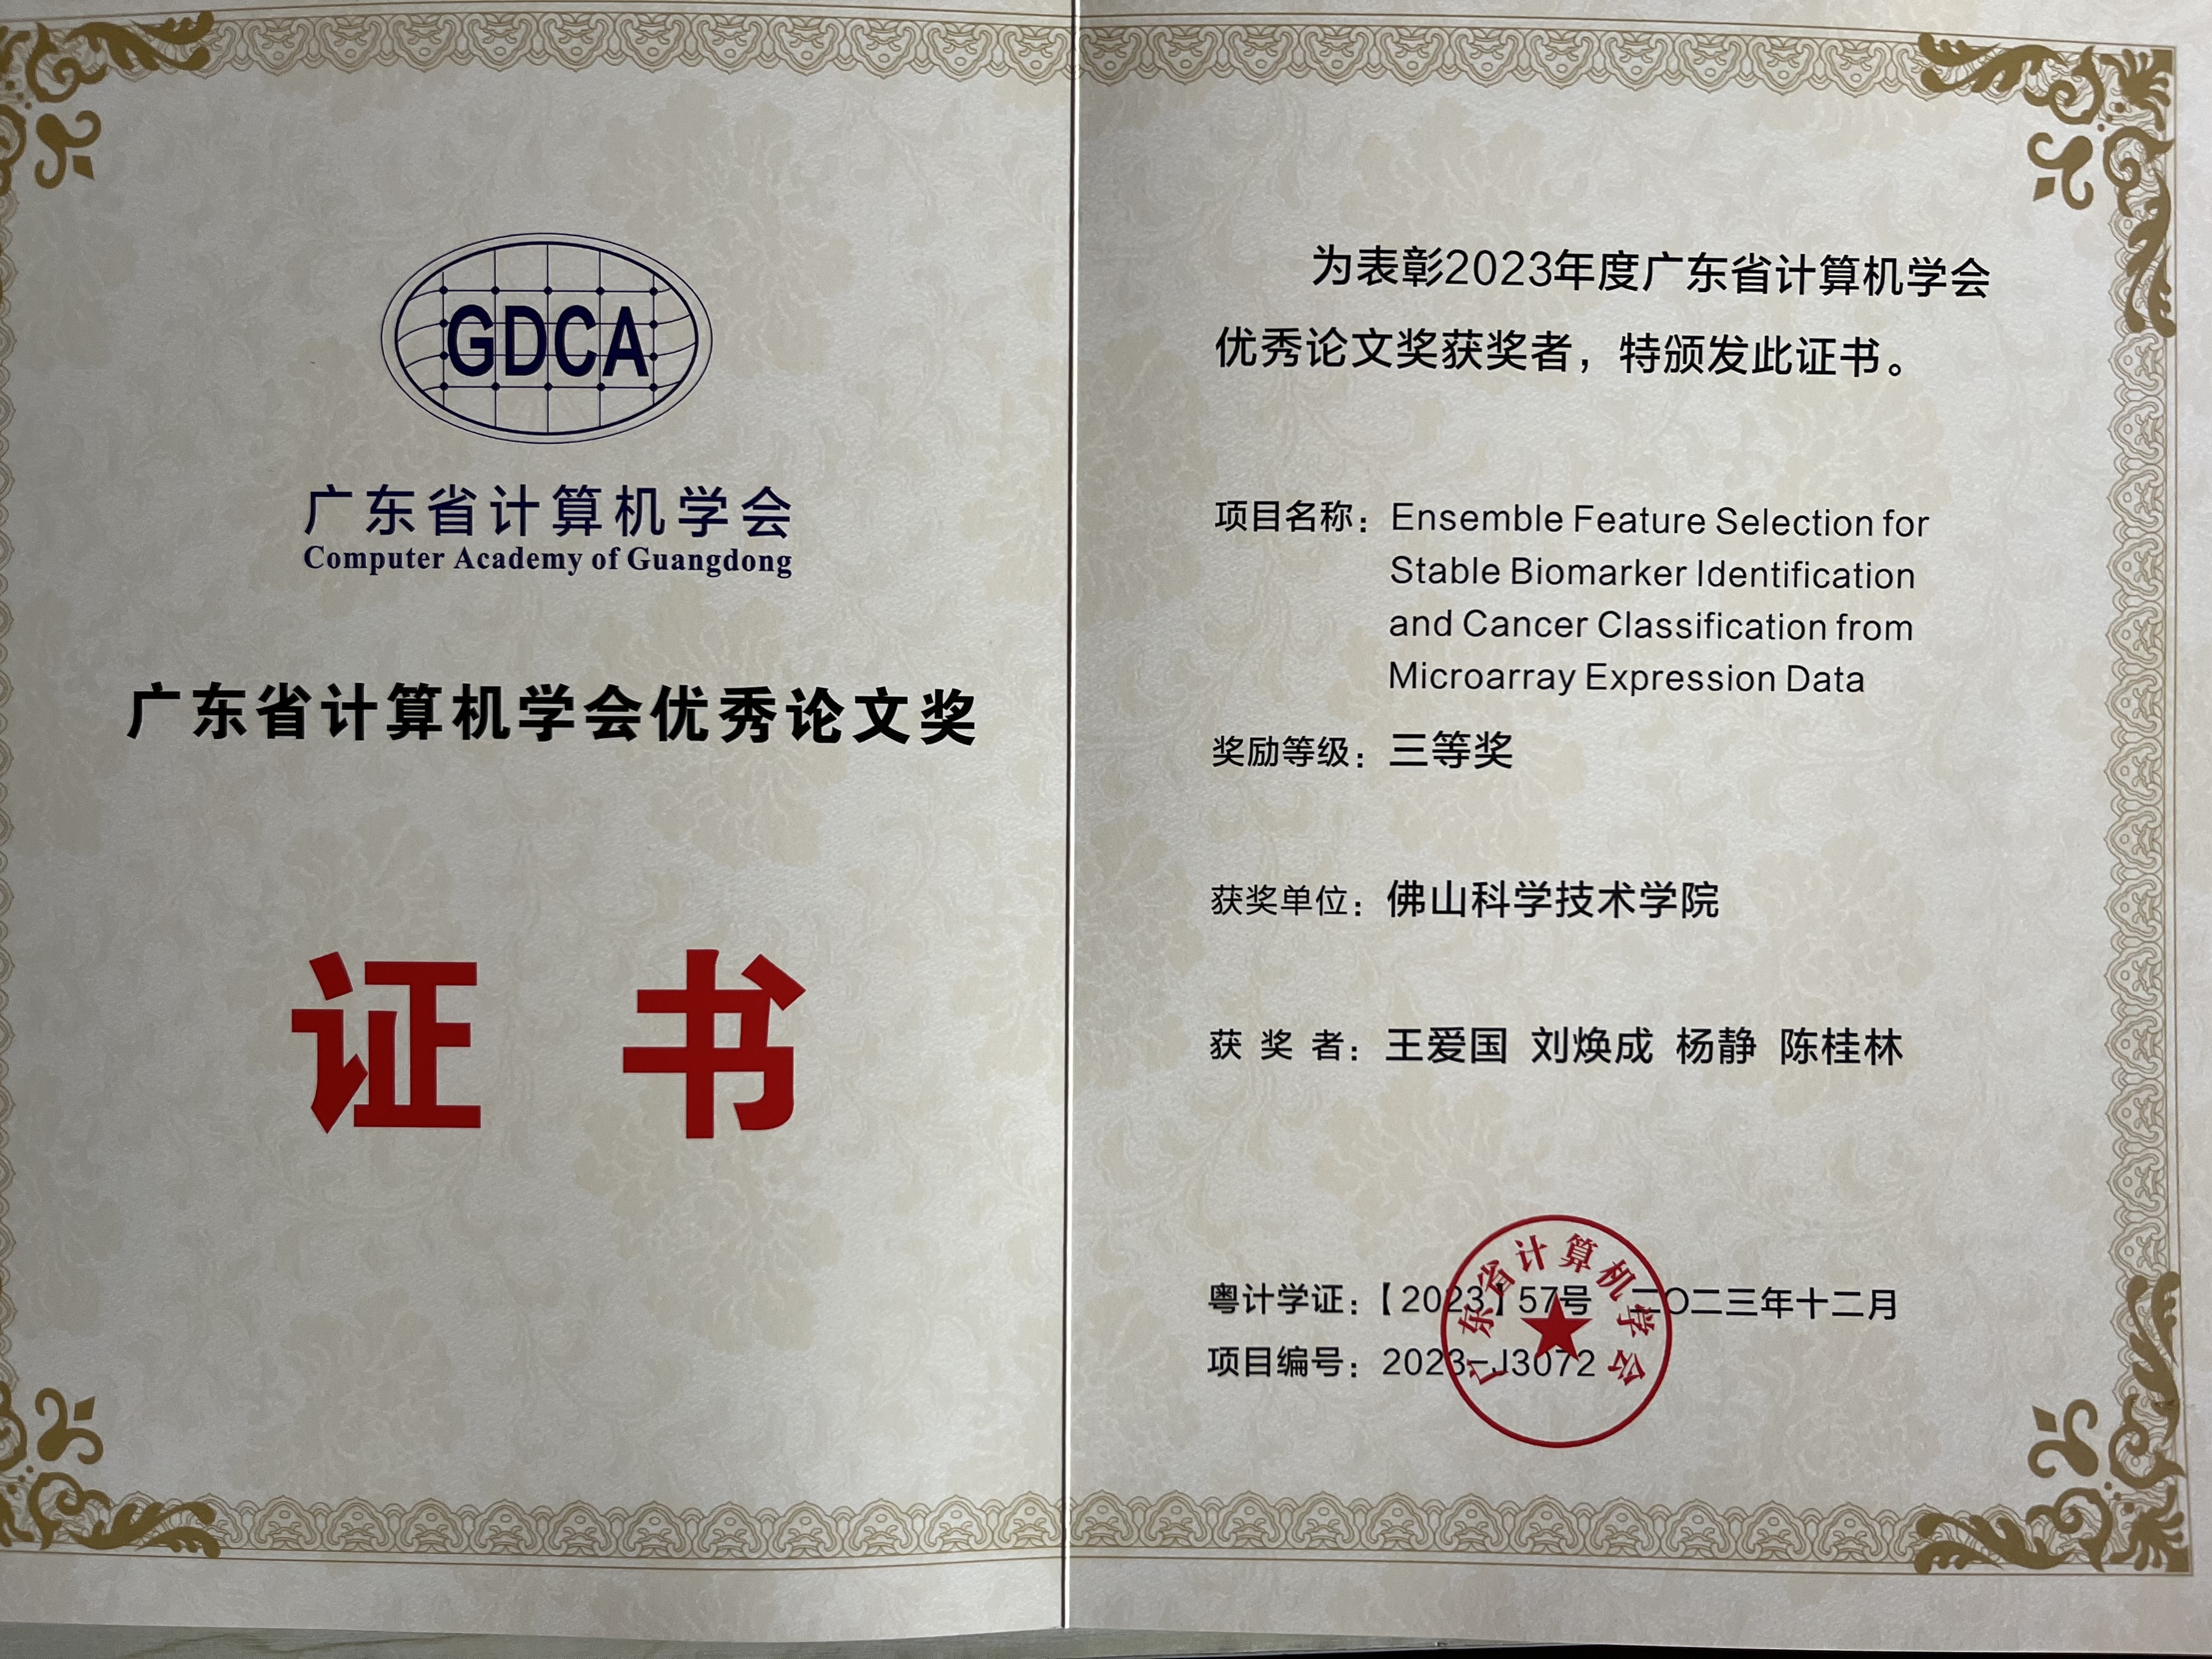 GDCA
广东省计算机学会
Computer Academy of Guangdong
广东省计算机学会优秀论文奖
证 书
为表彰2023年度广东省计算机学会
优秀论文奖获奖者，特颁发此证书。
项目名称：Ensemble Feature Selection for
Stable Biomarker Identification
and Cancer Classification from
Microarray Expression Data
奖励等级：三等奖
获奖单位：佛山科学技术学院
获 奖 者：王爱国 刘焕成 杨静 陈桂林
粤计学证：【2023】57号 二〇二三年十二月
项目编号：2023-J3072
广东省计算机学会